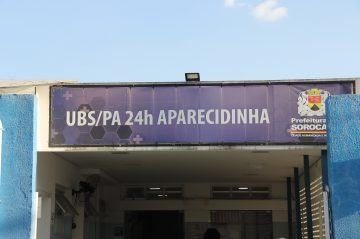 UBS/PA 24h APARECIDINHA
Prefeitura
SOROCA